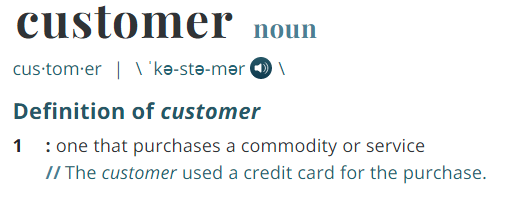 customer noun
cus·tom·er | \ ˈkə-stə-mər \
Definition of customer
1 : one that purchases a commodity or service
// The customer used a credit card for the purchase.